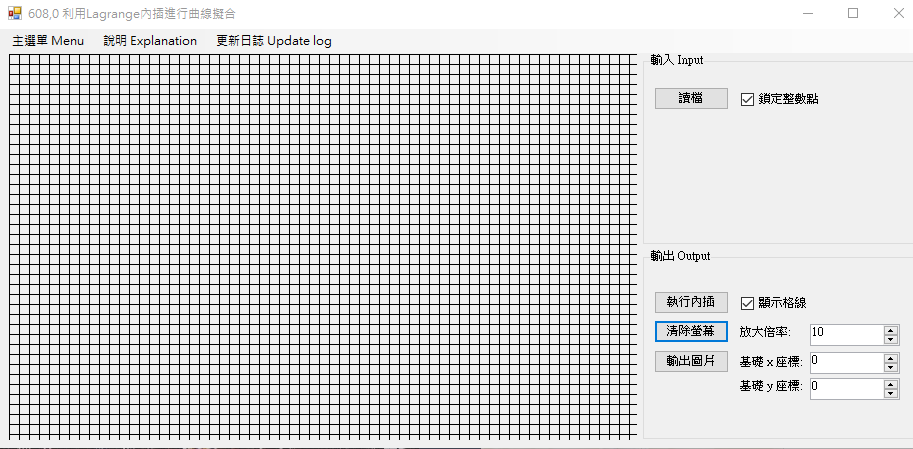 608,0 利用Lagrange內插進行曲線擬合
主選單 Menu 說明 Explanation 更新日誌 Update log
輸入 Input
讀檔 鎖定整數點
輸出 Output
執行內插 顯示格線
清除螢幕 放大倍率: 10
輸出圖片 基礎 x 座標: 0
基礎 y 座標: 0